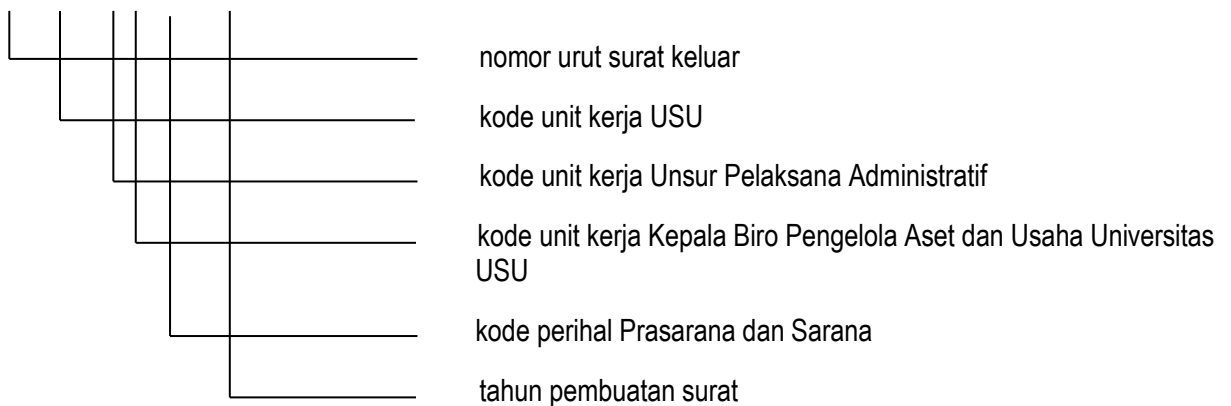 nomor urut surat keluar
kode unit kerja USU
kode unit kerja Unsur Pelaksana Administratif
kode unit kerja Kepala Biro Pengelola Aset dan Usaha Universitas
USU
kode perihal Prasarana dan Sarana
tahun pembuatan surat